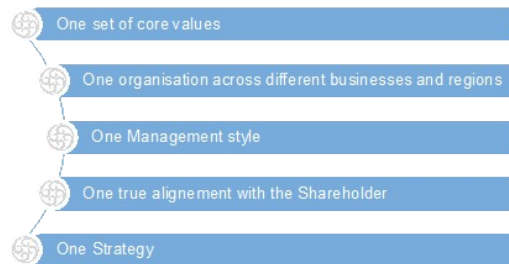 One set of core values
One organisation across different businesses and regions
One Management style
One true alignement with the Shareholder
One Strategy